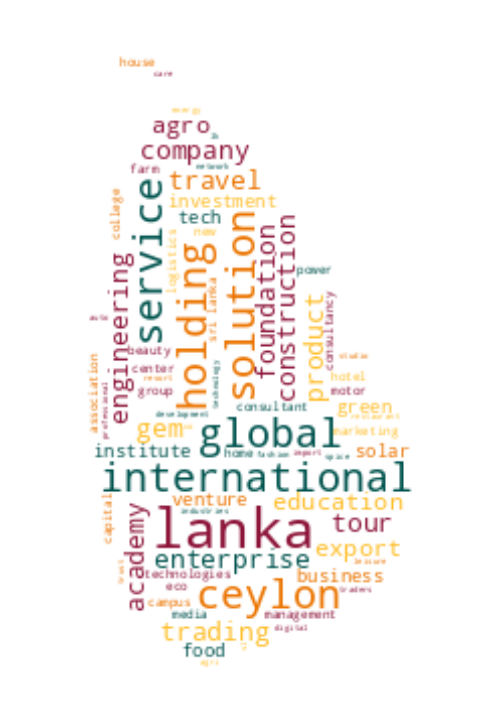 house
care
energy
agro
company
network
farm
travel
investment
college
service
tech
new
logistics
holding
solution
foundation
construction
engineering
sri lanka
power
product
consultancy
auto
beauty
center
resort
group
technology
studio
hotel
motor
association
professional
development
consultant
green
restaurant
gem
global
marketing
institute
home
fashion
import
spice
solar
international
capital
venture
industries
education
academy
lanka
tour
enterprise
export
leisure
trust
technologies
eco
business
traders
campus
ceylon
media
management
trading
digital
food
agri